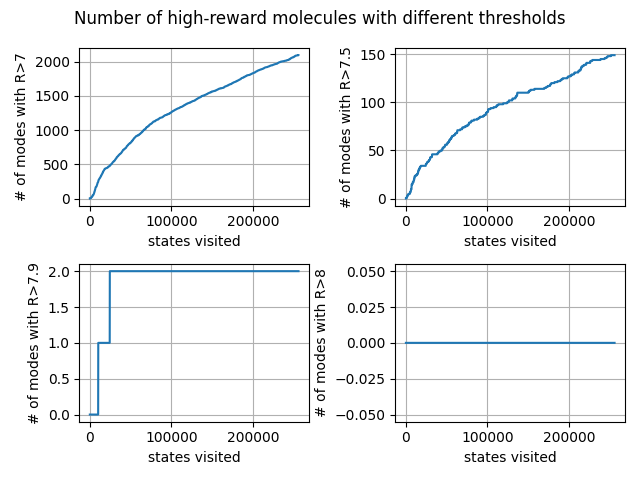 Number of high-reward molecules with different thresholds
# of modes with R>7
2000
1500
1000
500
0
0 100000 200000
states visited
# of modes with R>7.5
150
100
50
0
0 100000 200000
states visited
# of modes with R>7.9
2.0
1.5
1.0
0.5
0.0
0 100000 200000
states visited
# of modes with R>8
0.050
0.025
0.000
−0.025
−0.050
0 100000 200000
states visited